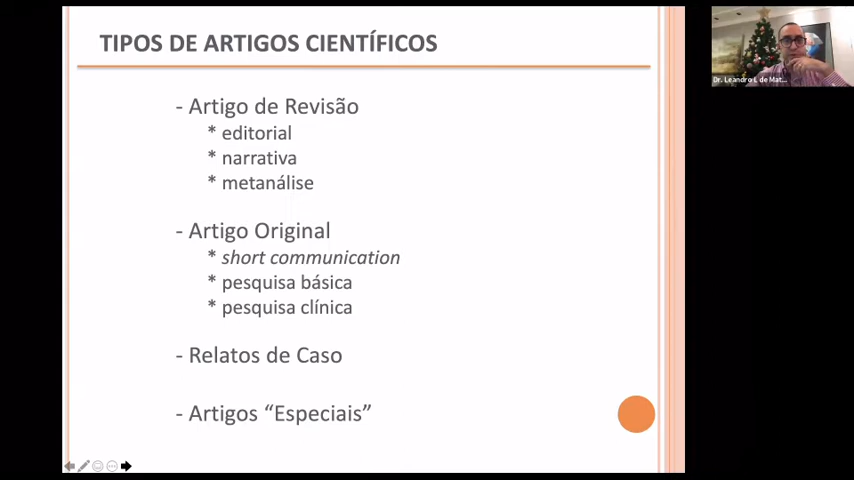 TIPOS DE ARTIGOS CIENTÍFICOS
- Artigo de Revisão
* editorial
* narrativa
* metanálise
- Artigo Original
* short communication
* pesquisa básica
* pesquisa clínica
- Relatos de Caso
- Artigos “Especiais”
Dr. Leandro L de Mat...